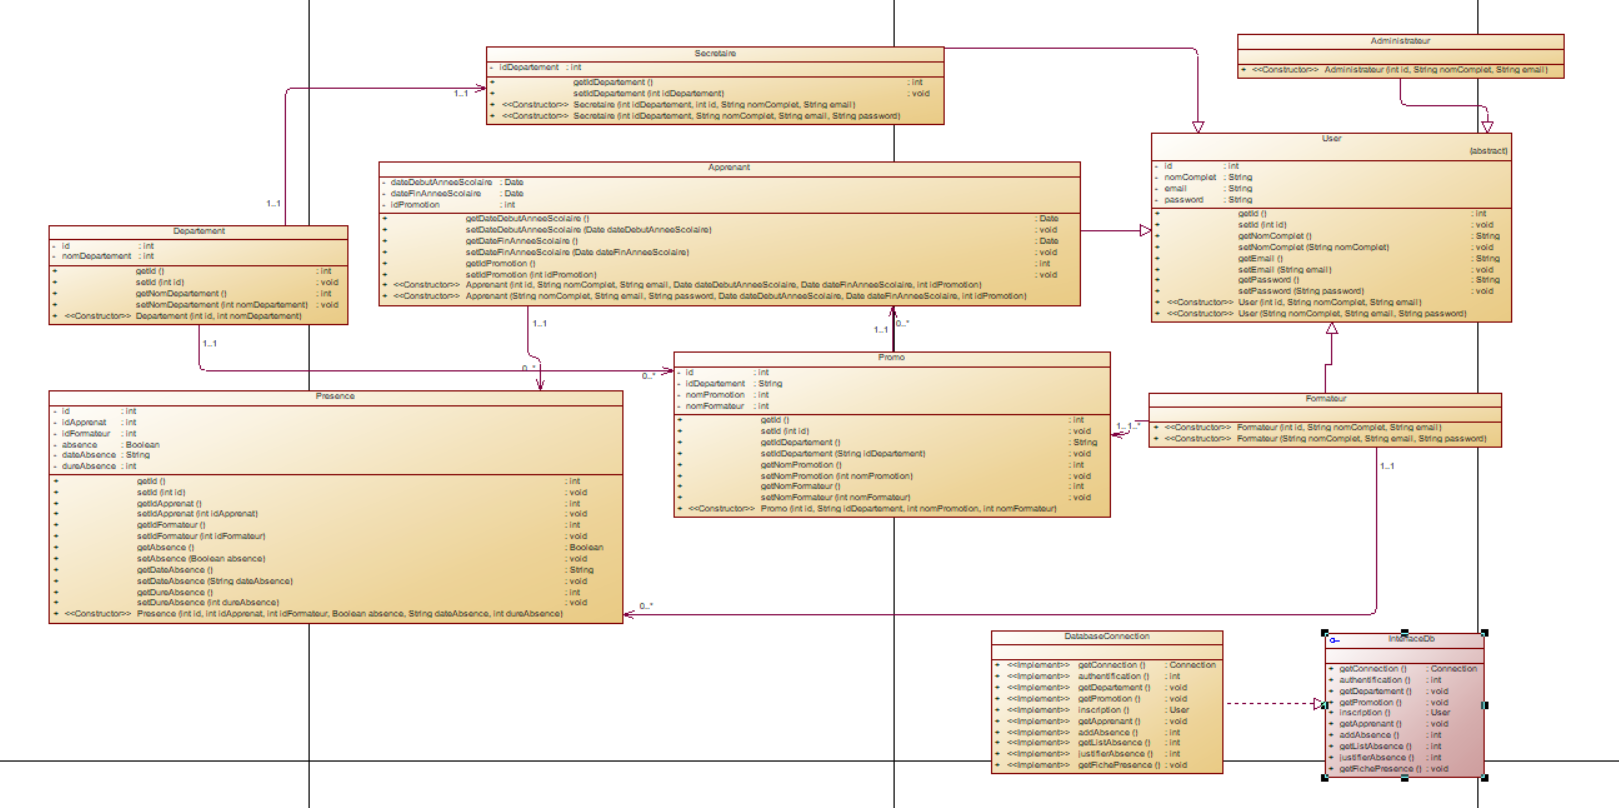 Secretaire
- idDepartement : int
+ getIdDepartement () : int
+ setIdDepartement (int idDepartement) : void
+ <<Constructor>> Secretaire (int idDepartement, int id, String nomComplet, String email)
+ <<Constructor>> Secretaire (int idDepartement, String nomComplet, String email, String password)
Administrateur
+ <<Constructor>> Administrateur (int id, String nomComplet, String email)
1..1
1..1
User
{abstract}
- id : int
- nomComplet : String
- email : String
- password : String
+ getId () : int
+ setId (int id) : void
+ getNomComplet () : String
+ setNomComplet (String nomComplet) : void
+ getEmail () : String
+ setEmail (String email) : void
+ getPassword () : String
+ setPassword (String password) : void
+ <<Constructor>> User (int id, String nomComplet, String email)
+ <<Constructor>> User (String nomComplet, String email, String password)
Apprenant
- dateDebutAnneeScolaire : Date
- dateFinAnneeScolaire : Date
- idPromotion : int
+ getDateDebutAnneeScolaire () : Date
+ setDateDebutAnneeScolaire (Date dateDebutAnneeScolaire) : void
+ getDateFinAnneeScolaire () : Date
+ setDateFinAnneeScolaire (Date dateFinAnneeScolaire) : void
+ getIdPromotion () : int
+ setIdPromotion (int idPromotion) : void
+ <<Constructor>> Apprenant (int id, String nomComplet, String email, Date dateDebutAnneeScolaire, Date dateFinAnneeScolaire, int idPromotion)
+ <<Constructor>> Apprenant (String nomComplet, String email, String password, Date dateDebutAnneeScolaire, Date dateFinAnneeScolaire, int idPromotion)
Departement
- id : int
- nomDepartement : int
+ getId () : int
+ setId (int id) : void
+ getNomDepartement () : int
+ setNomDepartement (int nomDepartement) : void
+ <<Constructor>> Departement (int id, int nomDepartement)
1..1
0..*
1..1
0..*
1..1
0..*
Promo
- id : int
- idDepartement : String
- nomPromotion : int
- nomFormateur : int
+ getId () : int
+ setId (int id) : void
+ getIdDepartement () : String
+ setIdDepartement (String idDepartement) : void
+ getNomPromotion () : int
+ setNomPromotion (int nomPromotion) : void
+ getNomFormateur () : int
+ setNomFormateur (int nomFormateur) : void
+ <<Constructor>> Promo (int id, String idDepartement, int nomPromotion, int nomFormateur)
Formateur
+ <<Constructor>> Formateur (int id, String nomComplet, String email)
+ <<Constructor>> Formateur (String nomComplet, String email, String password)
1..1..*
1..1
0..*
Presence
- id : int
- idApprenat : int
- idFormateur : int
- absence : Boolean
- dateAbsence : String
- dureAbsence : int
+ getId () : int
+ setId (int id) : void
+ getIdApprenat () : int
+ setIdApprenat (int idApprenat) : void
+ getIdFormateur () : int
+ setIdFormateur (int idFormateur) : void
+ getAbsence () : Boolean
+ setAbsence (Boolean absence) : void
+ getDateAbsence () : String
+ setDateAbsence (String dateAbsence) : void
+ getDureAbsence () : int
+ setDureAbsence (int dureAbsence) : void
+ <<Constructor>> Presence (int id, int idApprenat, int idFormateur, Boolean absence, String dateAbsence, int dureAbsence)
DatabaseConnection
+ <<Implement>> getConnection () : Connection
+ <<Implement>> authentification () : int
+ <<Implement>> getDepartement () : void
+ <<Implement>> getPromotion () : void
+ <<Implement>> inscription () : User
+ <<Implement>> getApprenant () : void
+ <<Implement>> addAbsence () : int
+ <<Implement>> getListAbsence () : int
+ <<Implement>> justifierAbsence () : int
+ <<Implement>> getFichePresence () : void
InterfaceDb
+ getConnection () : Connection
+ authentification () : int
+ getDepartement () : void
+ getPromotion () : void
+ inscription () : User
+ getApprenant () : void
+ addAbsence () : int
+ getListAbsence () : int
+ justifierAbsence () : int
+ getFichePresence () : void